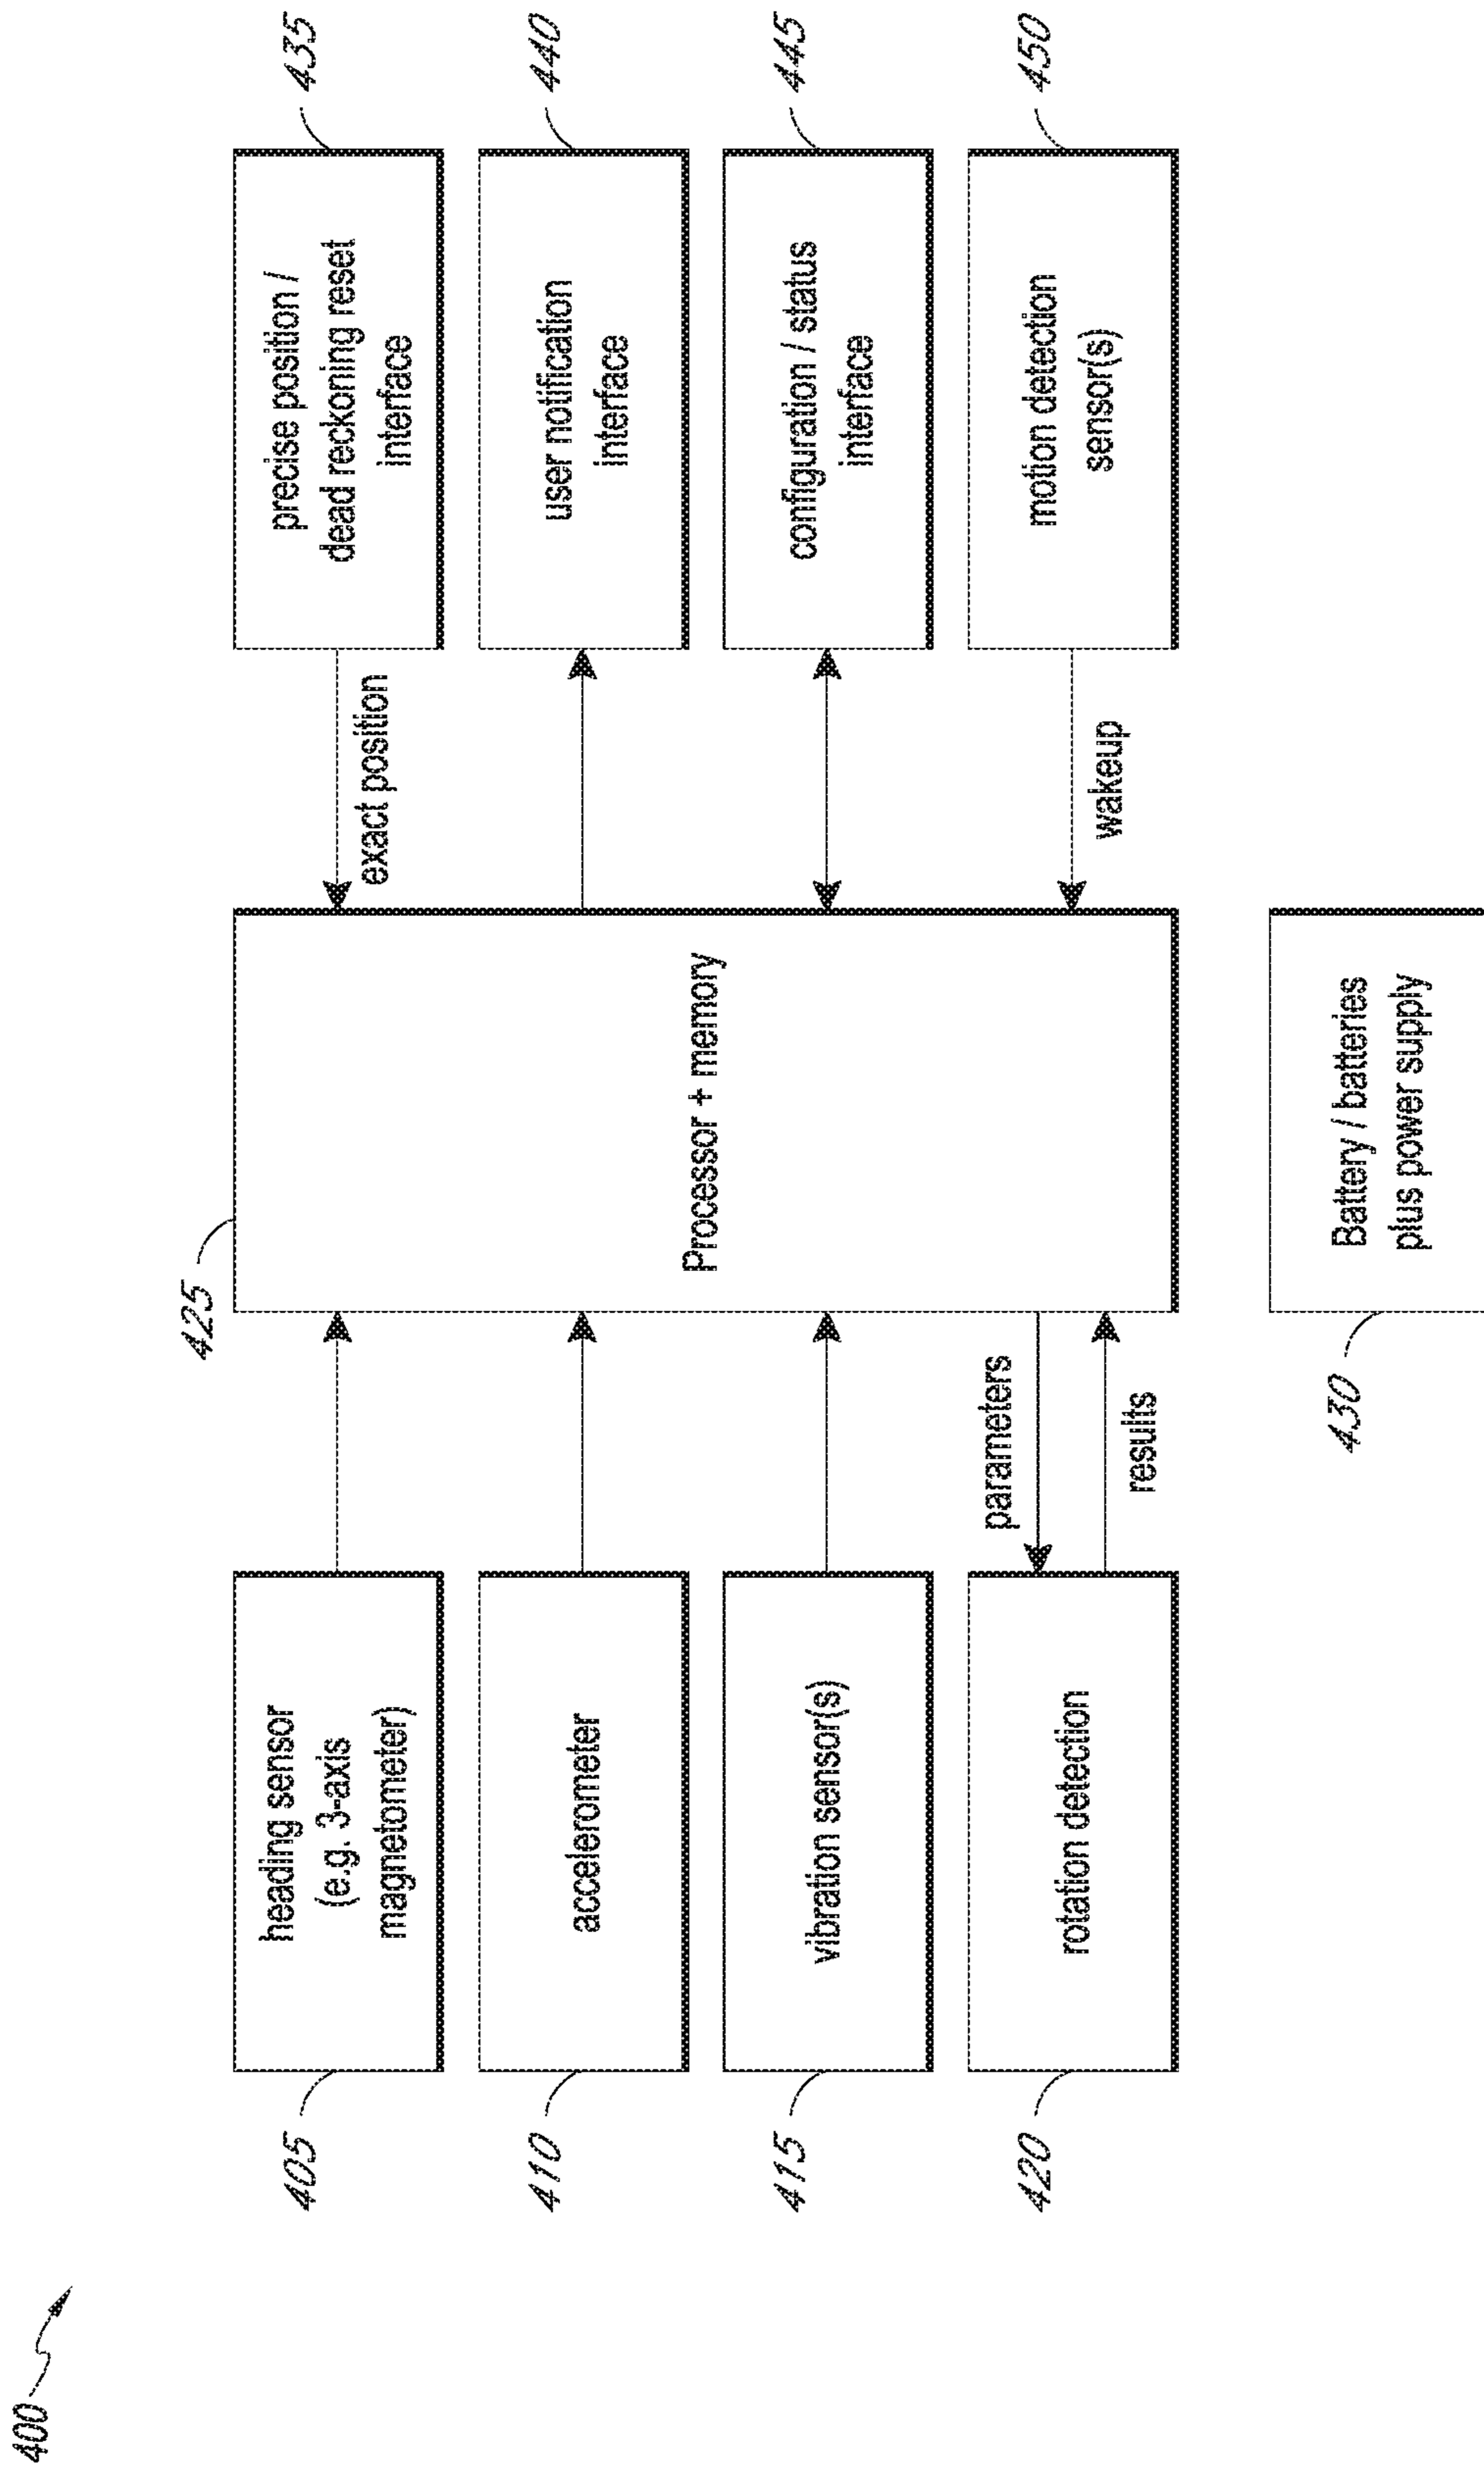 400
405
heading sensor
(e.g. 3-axis
magnetometer)
410
accelerometer
415
vibration sensor(s)
420
rotation detection
parameters
results
425
Processor + memory
430
Battery / batteries
plus power supply
exact position
wakeup
precise position /
dead reckoning reset
interface
435
user notification
interface
440
configuration / status
interface
445
motion detection
sensor(s)
450